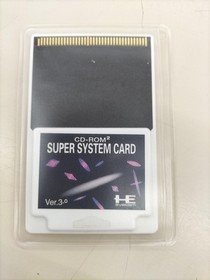 CD-ROM²
SUPER SYSTEM CARD
Ver.3.0
HE